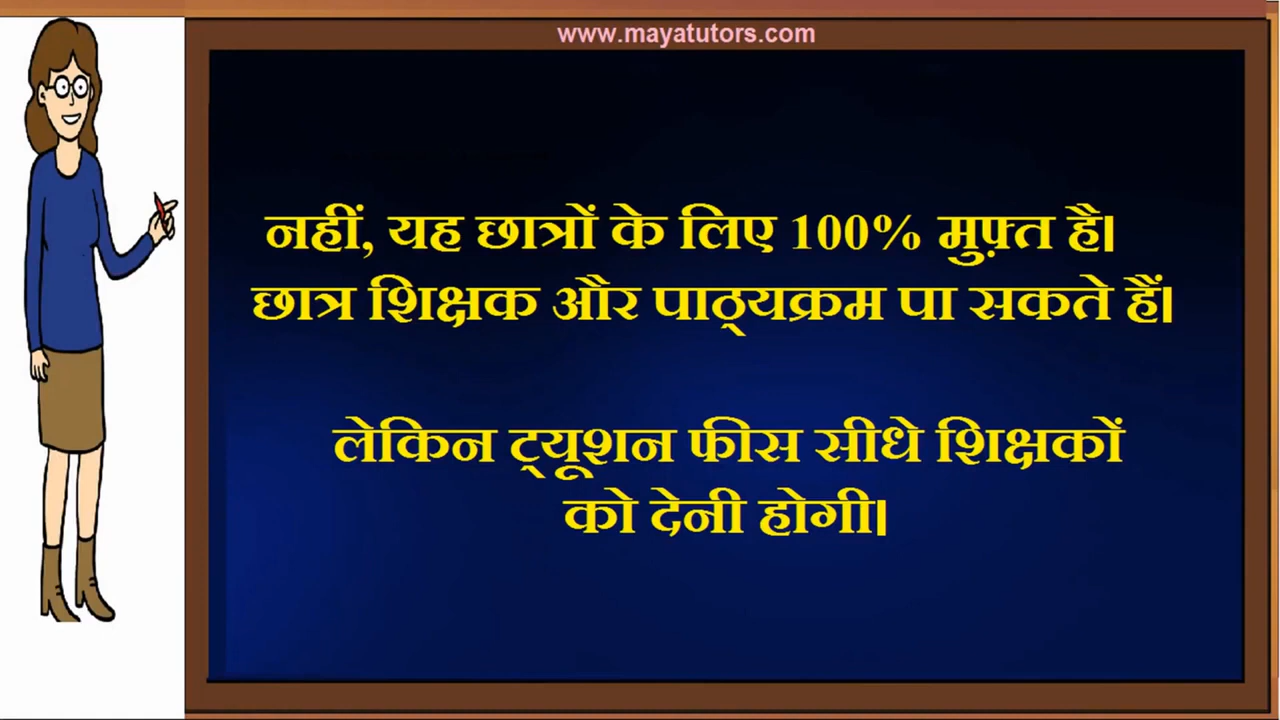 www.mayatutors.com
नहीं, यह छात्रों के लिए 100% मुफ़्त है।
छात्र शिक्षक और पाठ्यक्रम पा सकते हैं।
लेकिन ट्यूशन फीस सीधे शिक्षकों
को देनी होगी।